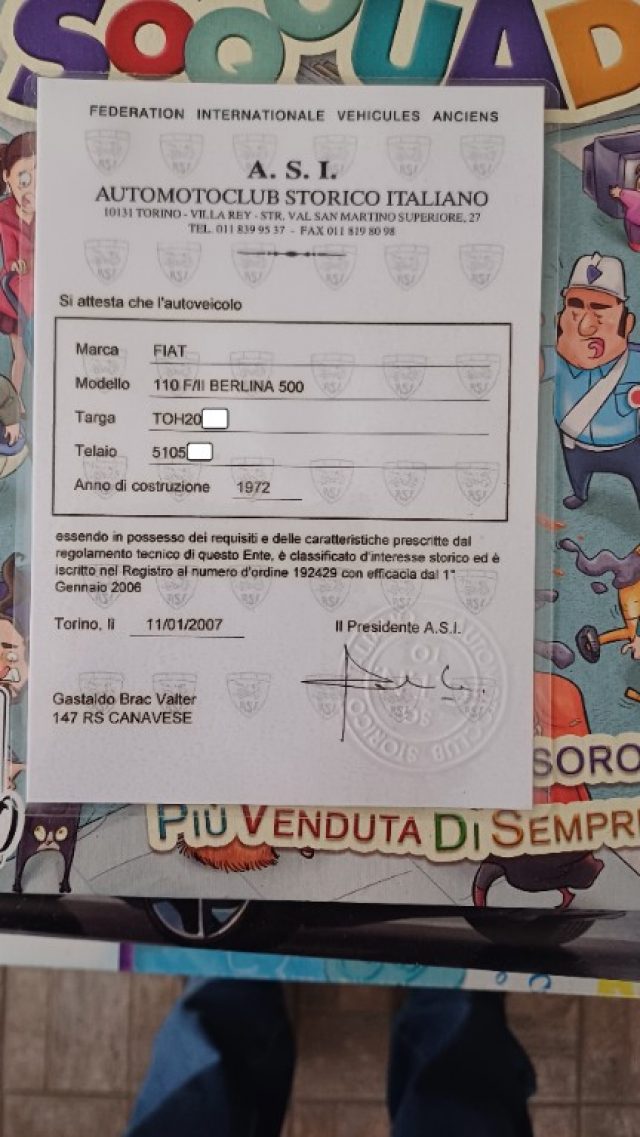 SOQQUAD
FEDERATION INTERNATIONALE VEHICULES ANCIENS
A. S. I.
AUTOMOTOCLUB STORICO ITALIANO
10131 TORINO - VILLA REY - STR. VAL SAN MARTINO SUPERIORE, 27
TEL. 011 839 95 37 - FAX 011 819 80 98
Si attesta che l'autoveicolo
Marca FIAT
Modello 110 F/II BERLINA 500
Targa TOH20
Telaio 5105
Anno di costruzione 1972
essendo in possesso dei requisiti e delle caratteristiche prescritte dal
regolamento tecnico di questo Ente, è classificato d'interesse storico ed è
iscritto nel Registro al numero d'ordine 192429 con efficacia dal 1°
Gennaio 2006
Torino, lì 11/01/2007
Il Presidente A.S.I.
Gastaldo Brac Valter
147 RS CANAVESE
SORO
PIÙ VENDUTA DI SEMPRE